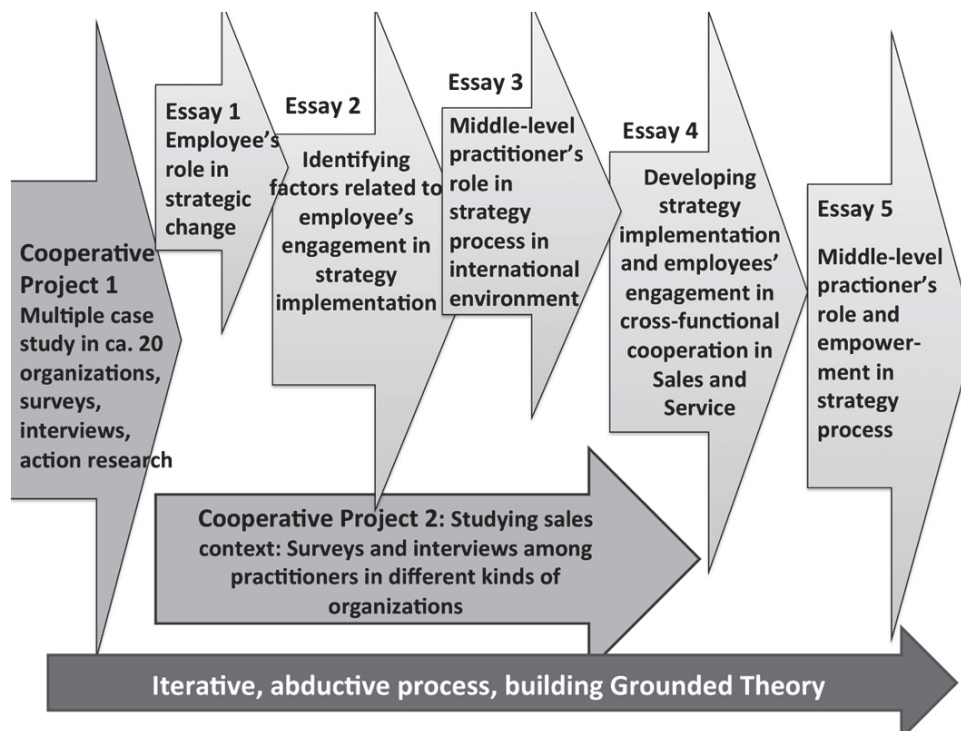 Cooperative
Project 1
Multiple case
study in ca. 20
organizations,
surveys,
interviews,
action research
Essay 1
Employee's
role in
strategic
change
Essay 2
Identifying
factors related to
employee's
engagement in
strategy
implementation
Essay 3
Middle-level
practitioner's
role in
strategy
process in
international
environment
Essay 4
Developing
strategy
implementation
and employees'
engagement in
cross-functional
cooperation in
Sales and
Service
Essay 5
Middle-level
practitioner's
role and
empower-
ment in
strategy
process
Cooperative Project 2: Studying sales
context: Surveys and interviews among
practitioners in different kinds of
organizations
Iterative, abductive process, building Grounded Theory